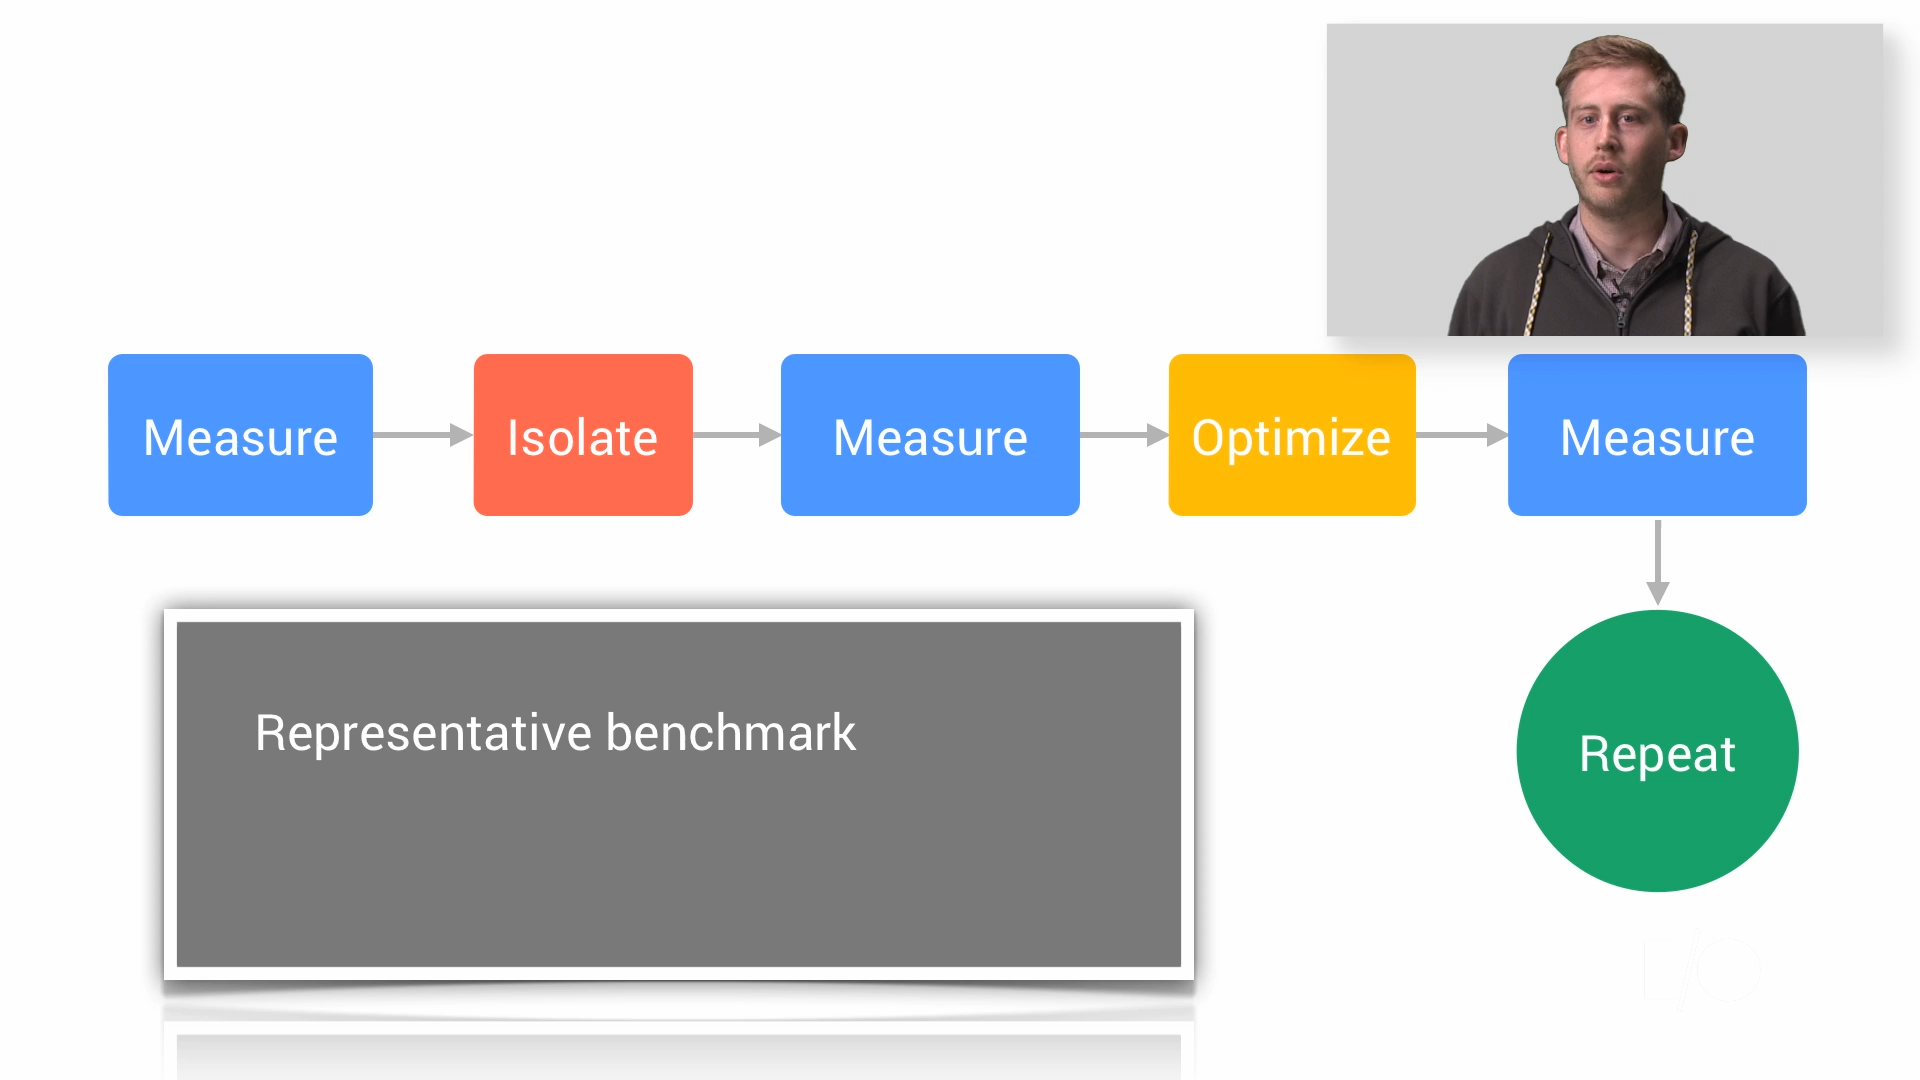 Measure
Isolate
Measure
Optimize
Measure
Representative benchmark
Repeat